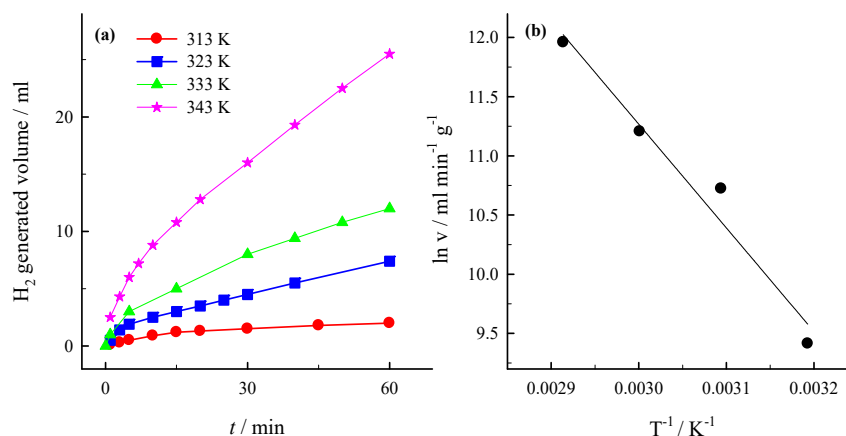 (a)
313 K
323 K
333 K
343 K
H₂ generated volume / ml
20
10
0
0
30
60
t / min
(b)
ln v / ml min⁻¹ g⁻¹
12.0
11.5
11.0
10.5
10.0
9.5
0.0029
0.0030
0.0031
0.0032
T⁻¹ / K⁻¹